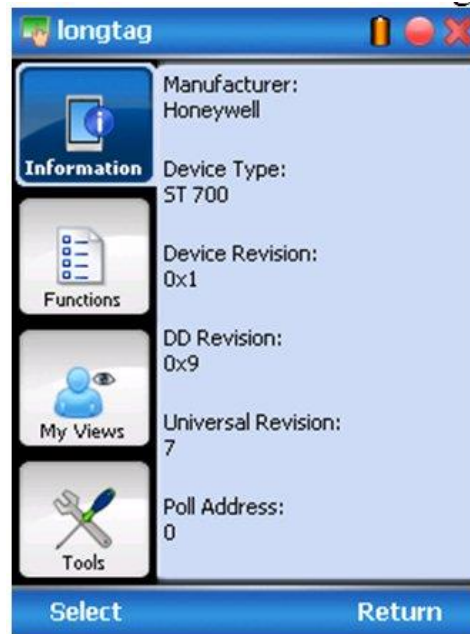 longtag
Information
Functions
My Views
Tools
Manufacturer:
Honeywell
Device Type:
ST 700
Device Revision:
0x1
DD Revision:
0x9
Universal Revision:
7
Poll Address:
0
Select
Return